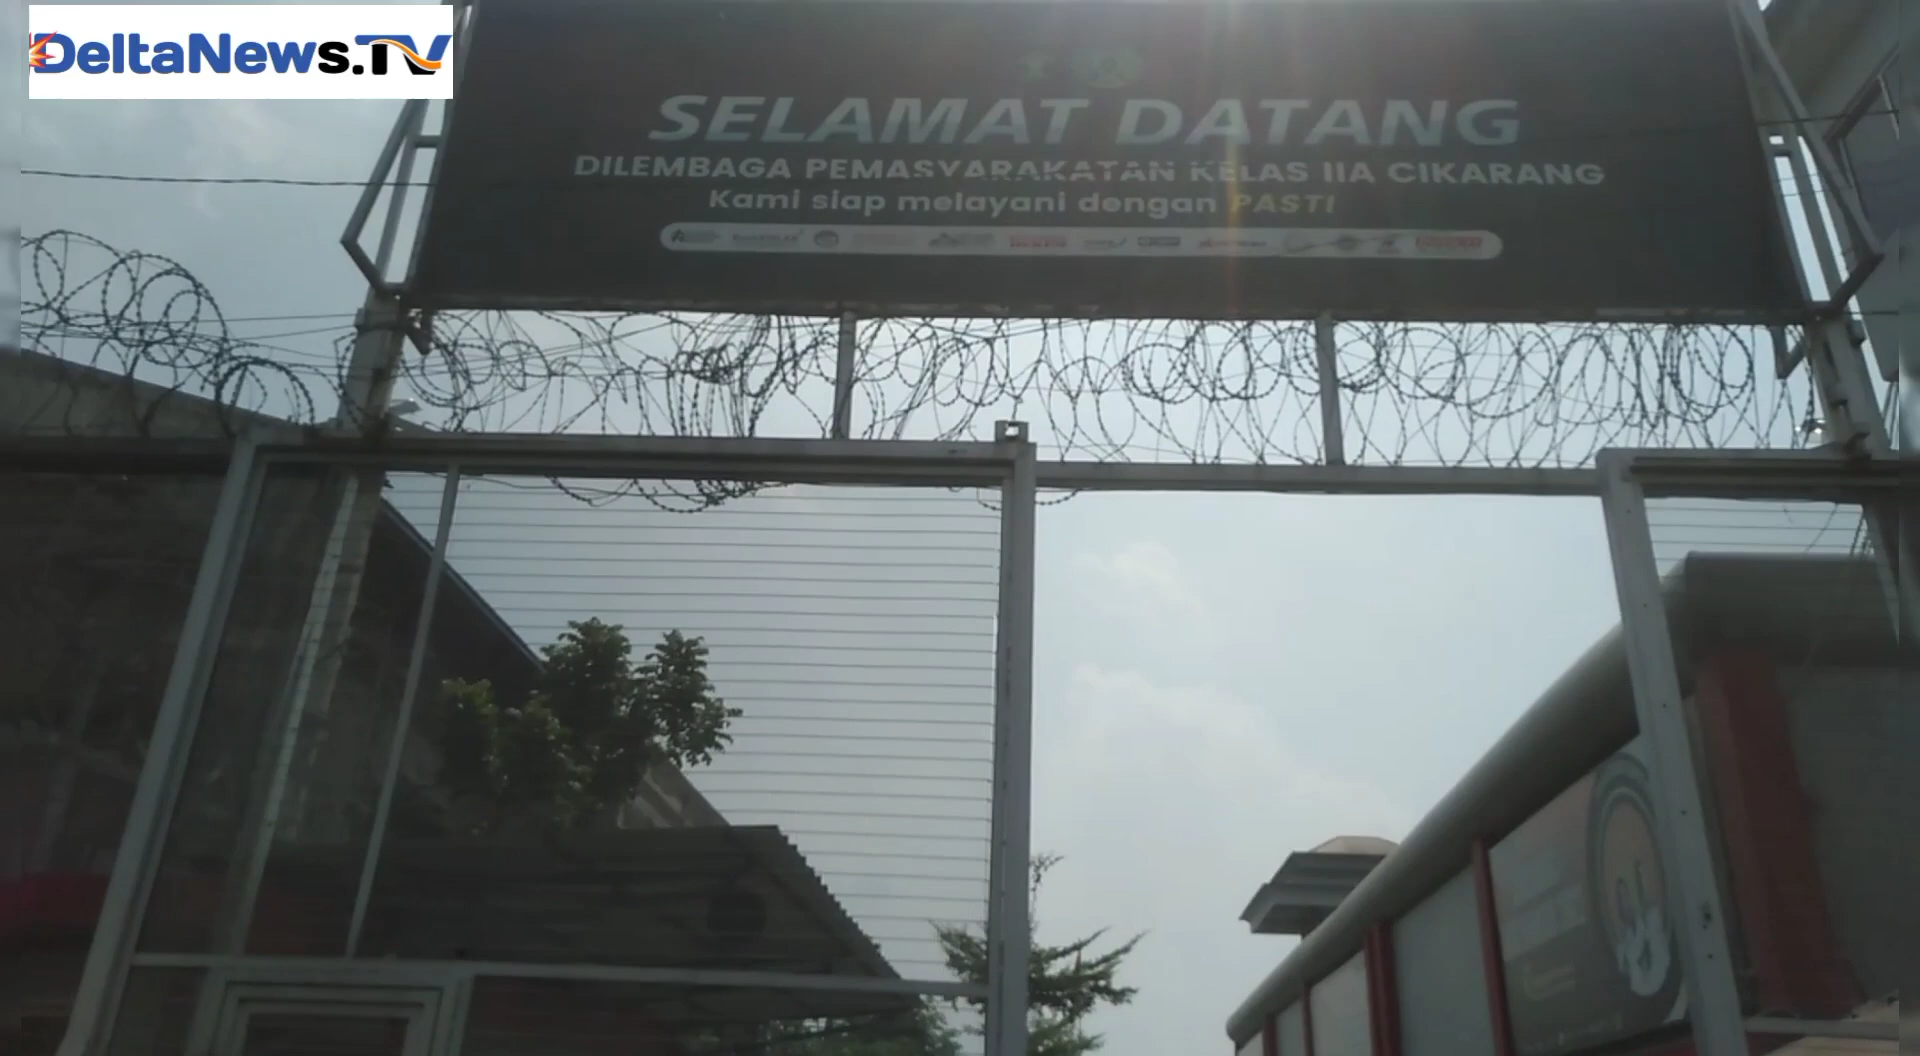 DeltaNews.TV
SELAMAT DATANG
DILEMBAGA PEMASYARAKATAN KELAS IIA CIKARANG
Kami siap melayani dengan PASTI